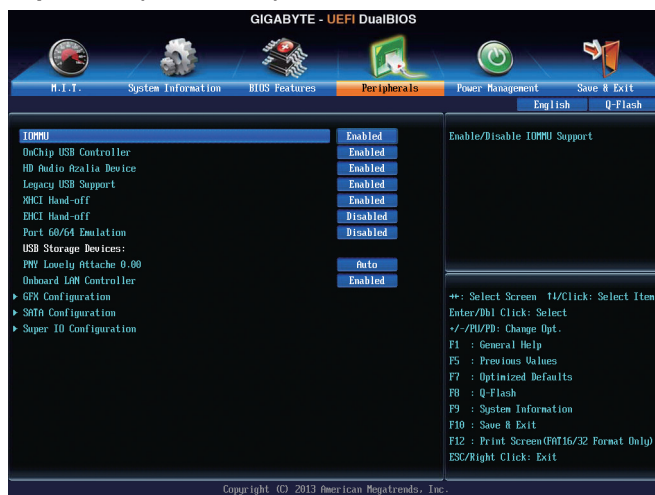 GIGABYTE - UEFI DualBIOS
M.I.T. System Information BIOS Features Peripherals Power Management Save & Exit
English Q-Flash
IOMMU Enabled
OnChip USB Controller Enabled
HD Audio Azalia Device Enabled
Legacy USB Support Enabled
XHCI Hand-off Enabled
EHCI Hand-off Disabled
Port 60/64 Emulation Disabled
USB Storage Devices:
PNY Lovely Attache 0.00 Auto
Onboard LAN Controller Enabled
GFX Configuration
SATA Configuration
Super IO Configuration
Enable/Disable IOMMU Support
→←: Select Screen ↑↓/Click: Select Item
Enter/Dbl Click: Select
+/-/PU/PD: Change Opt.
F1 : General Help
F5 : Previous Values
F7 : Optimized Defaults
F8 : Q-Flash
F9 : System Information
F10 : Save & Exit
F12 : Print Screen(FAT16/32 Format Only)
ESC/Right Click: Exit
Copyright (C) 2013 American Megatrends, Inc.